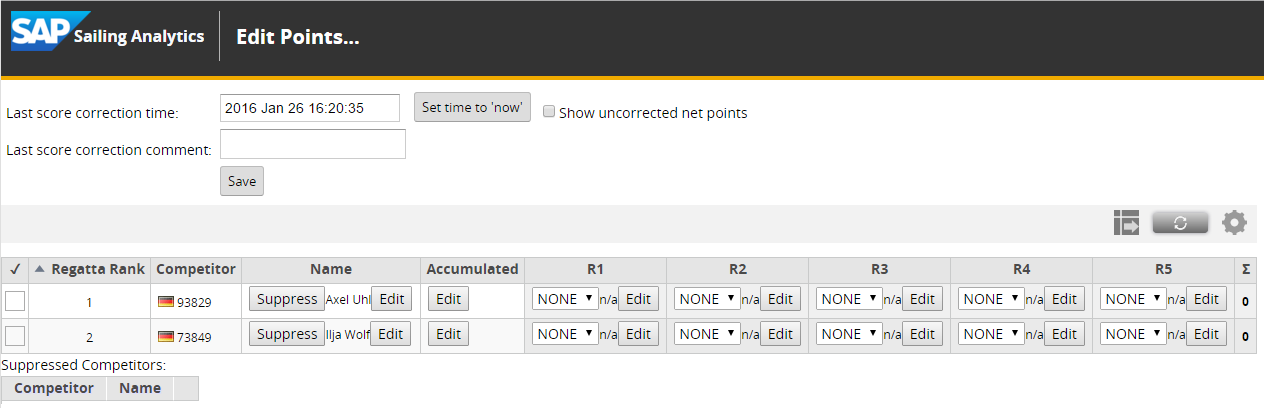 SAP Sailing Analytics Edit Points...
Last score correction time: 2016 Jan 26 16:20:35 Set time to 'now' Show uncorrected net points
Last score correction comment:
Save
✓ Regatta Rank Competitor Name Accumulated R1 R2 R3 R4 R5 Σ
1 93829 Suppress Axel Uhl Edit Edit NONE n/a Edit NONE n/a Edit NONE n/a Edit NONE n/a Edit NONE n/a Edit 0
2 73849 Suppress Ilja Wolf Edit Edit NONE n/a Edit NONE n/a Edit NONE n/a Edit NONE n/a Edit NONE n/a Edit 0
Suppressed Competitors:
Competitor Name